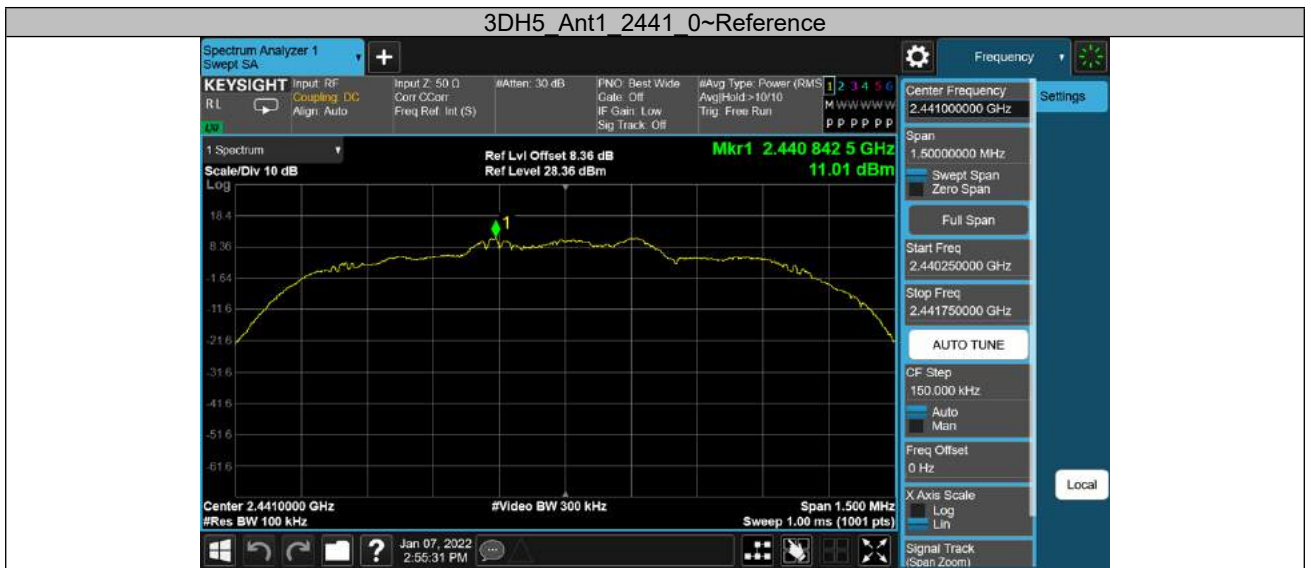 3DH5_Ant1_2441_0~Reference
Spectrum Analyzer 1
Swept SA
+
Frequency
KEYSIGHT
RL
Input: RF
Coupling: DC
Align: Auto
Input Z: 50 Ω
Corr CCorr
Freq Ref: Int (S)
#Atten: 30 dB
PNO: Best Wide
Gate: Off
IF Gain: Low
Sig Track: Off
#Avg Type: Power (RMS
Avg|Hold:>10/10
Trig: Free Run
1 2 3 4 5 6
M W W W W W
P P P P P P
1 Spectrum
Scale/Div 10 dB
Log
Ref Lvl Offset 8.36 dB
Ref Level 28.36 dBm
Mkr1 2.440 842 5 GHz
11.01 dBm
1
18.4
8.36
-1.64
-11.6
-21.6
-31.6
-41.6
-51.6
-61.6
Center 2.4410000 GHz
#Res BW 100 kHz
#Video BW 300 kHz
Span 1.500 MHz
Sweep 1.00 ms (1001 pts)
Center Frequency
2.441000000 GHz
Settings
Span
1.50000000 MHz
Swept Span
Zero Span
Full Span
Start Freq
2.440250000 GHz
Stop Freq
2.441750000 GHz
AUTO TUNE
CF Step
150.000 kHz
Auto
Man
Freq Offset
0 Hz
X Axis Scale
Log
Lin
Local
Signal Track
(Span Zoom)
?
Jan 07, 2022
2:55:31 PM